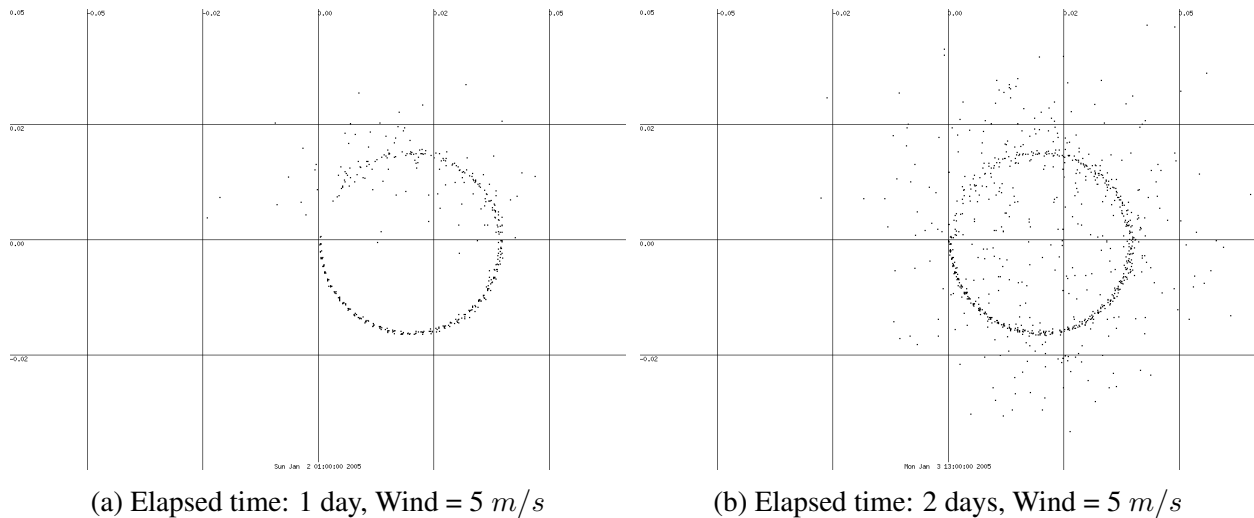 0.05 -0.05 -0.02 0.00 0.02 0.05
0.02
0.00
-0.02
Sun Jan 2 01:00:00 2005
0.05 -0.05 -0.02 0.00 0.02 0.05
0.02
0.00
-0.02
Mon Jan 3 13:00:00 2005
(a) Elapsed time: 1 day, Wind = 5 m/s
(b) Elapsed time: 2 days, Wind = 5 m/s